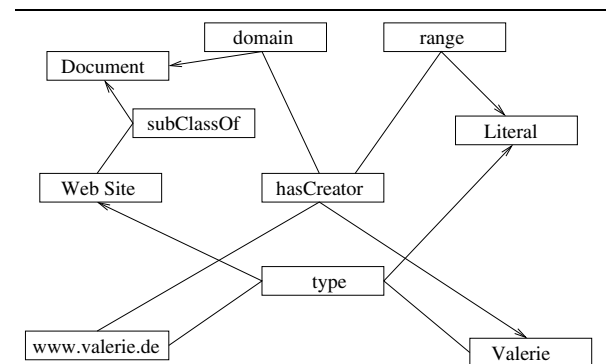 domain
range
Document
subClassOf
Literal
Web Site
hasCreator
type
www.valerie.de
Valerie